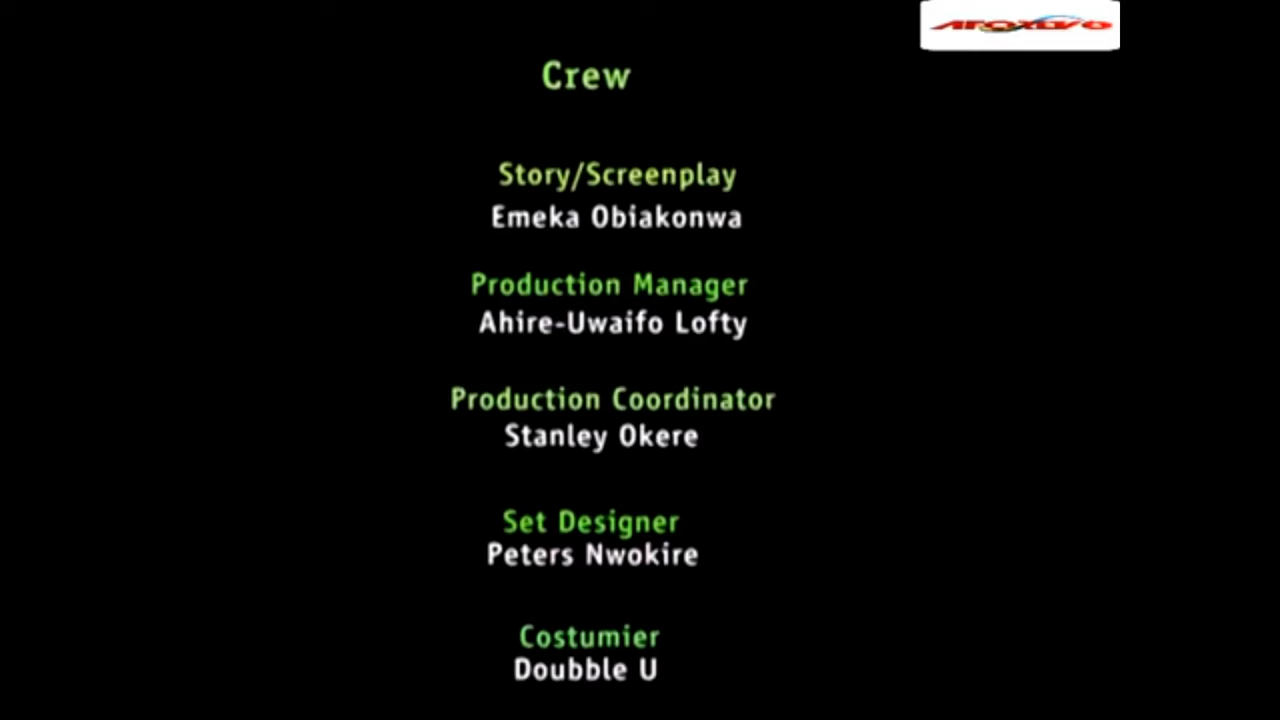 Crew
Story/Screenplay
Emeka Obiakonwa
Production Manager
Ahire-Uwaifo Lofty
Production Coordinator
Stanley Okere
Set Designer
Peters Nwokire
Costumier
Doubble U